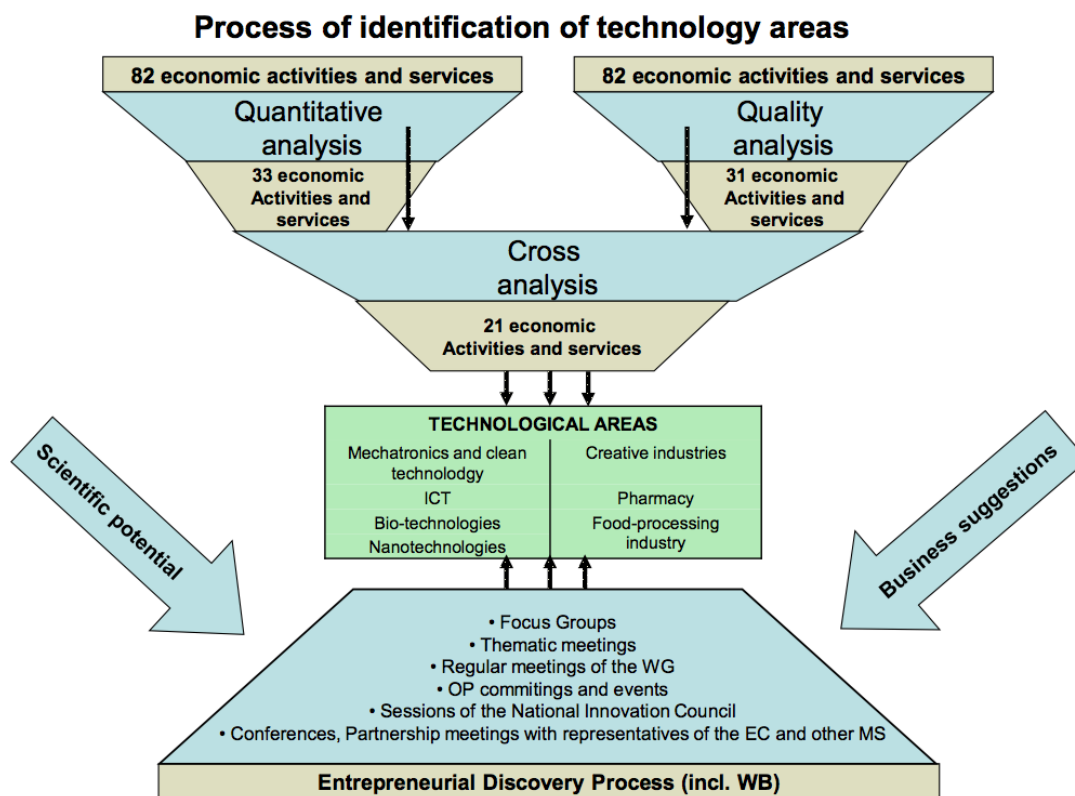 Process of identification of technology areas
82 economic activities and services
82 economic activities and services
Quantitative
analysis
Quality
analysis
33 economic
Activities and
services
31 economic
Activities and
services
Cross
analysis
21 economic
Activities and services
TECHNOLOGICAL AREAS
Mechatronics and clean
technolodgy
ICT
Bio-technologies
Nanotechnologies
Creative industries
Pharmacy
Food-processing
industry
Scientific potential
Business suggestions
• Focus Groups
• Thematic meetings
• Regular meetings of the WG
• OP commitings and events
• Sessions of the National Innovation Council
• Conferences, Partnership meetings with representatives of the EC and other MS
Entrepreneurial Discovery Process (incl. WB)